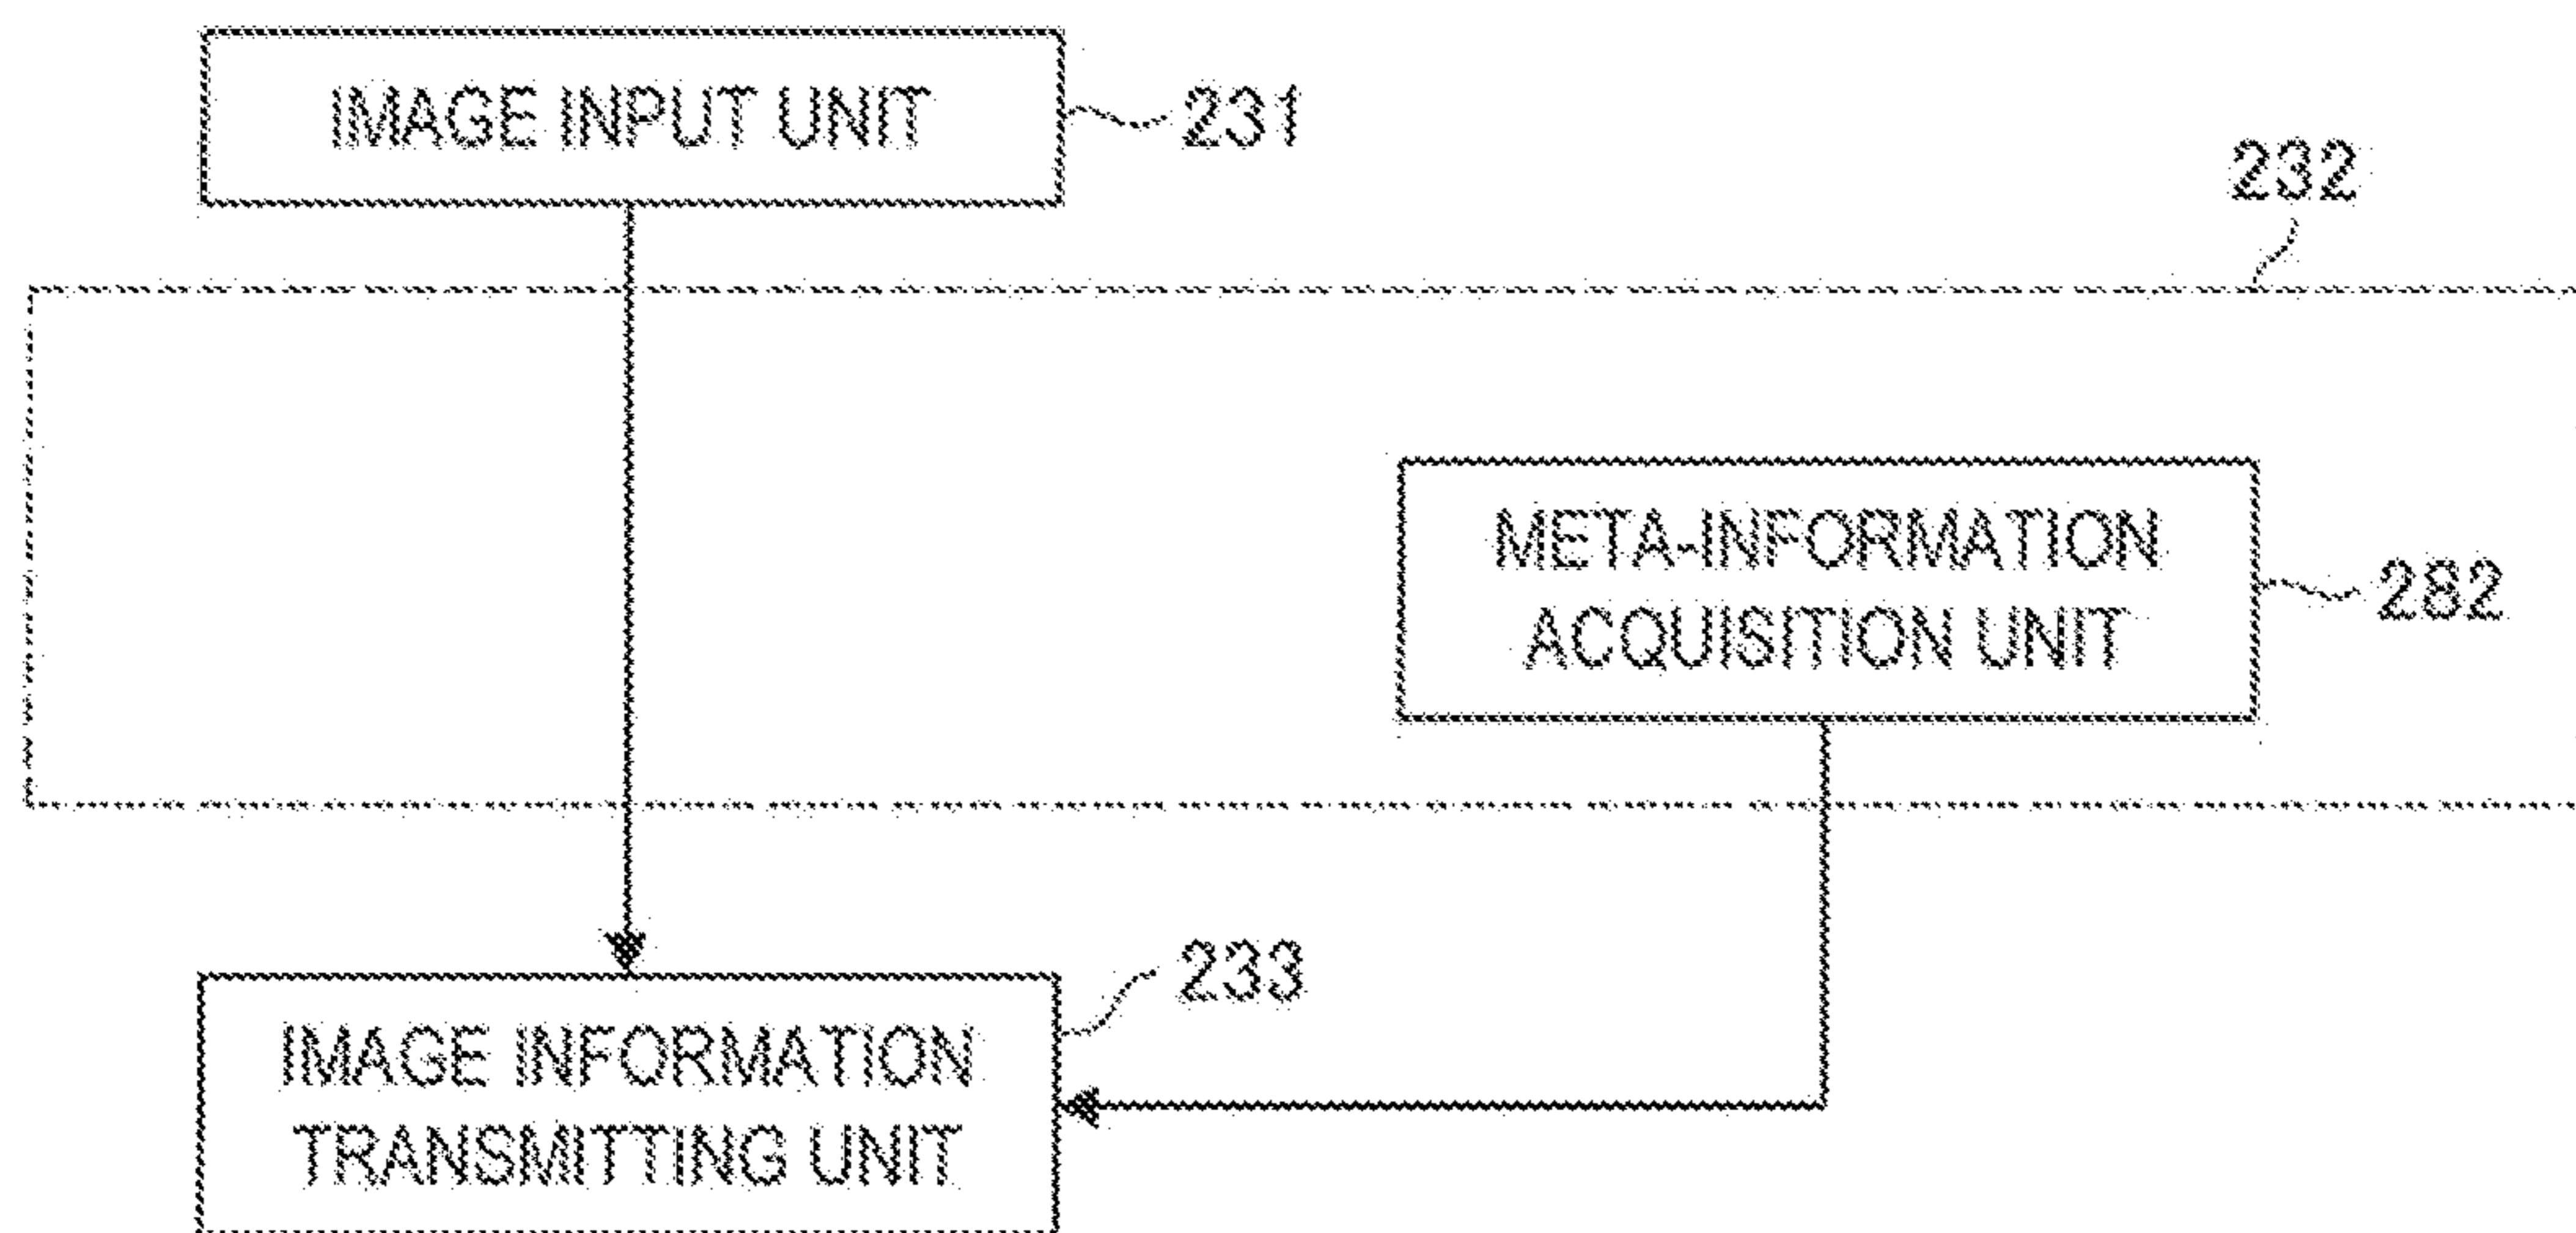 IMAGE INPUT UNIT
231
232
META-INFORMATION
ACQUISITION UNIT
282
233
IMAGE INFORMATION
TRANSMITTING UNIT